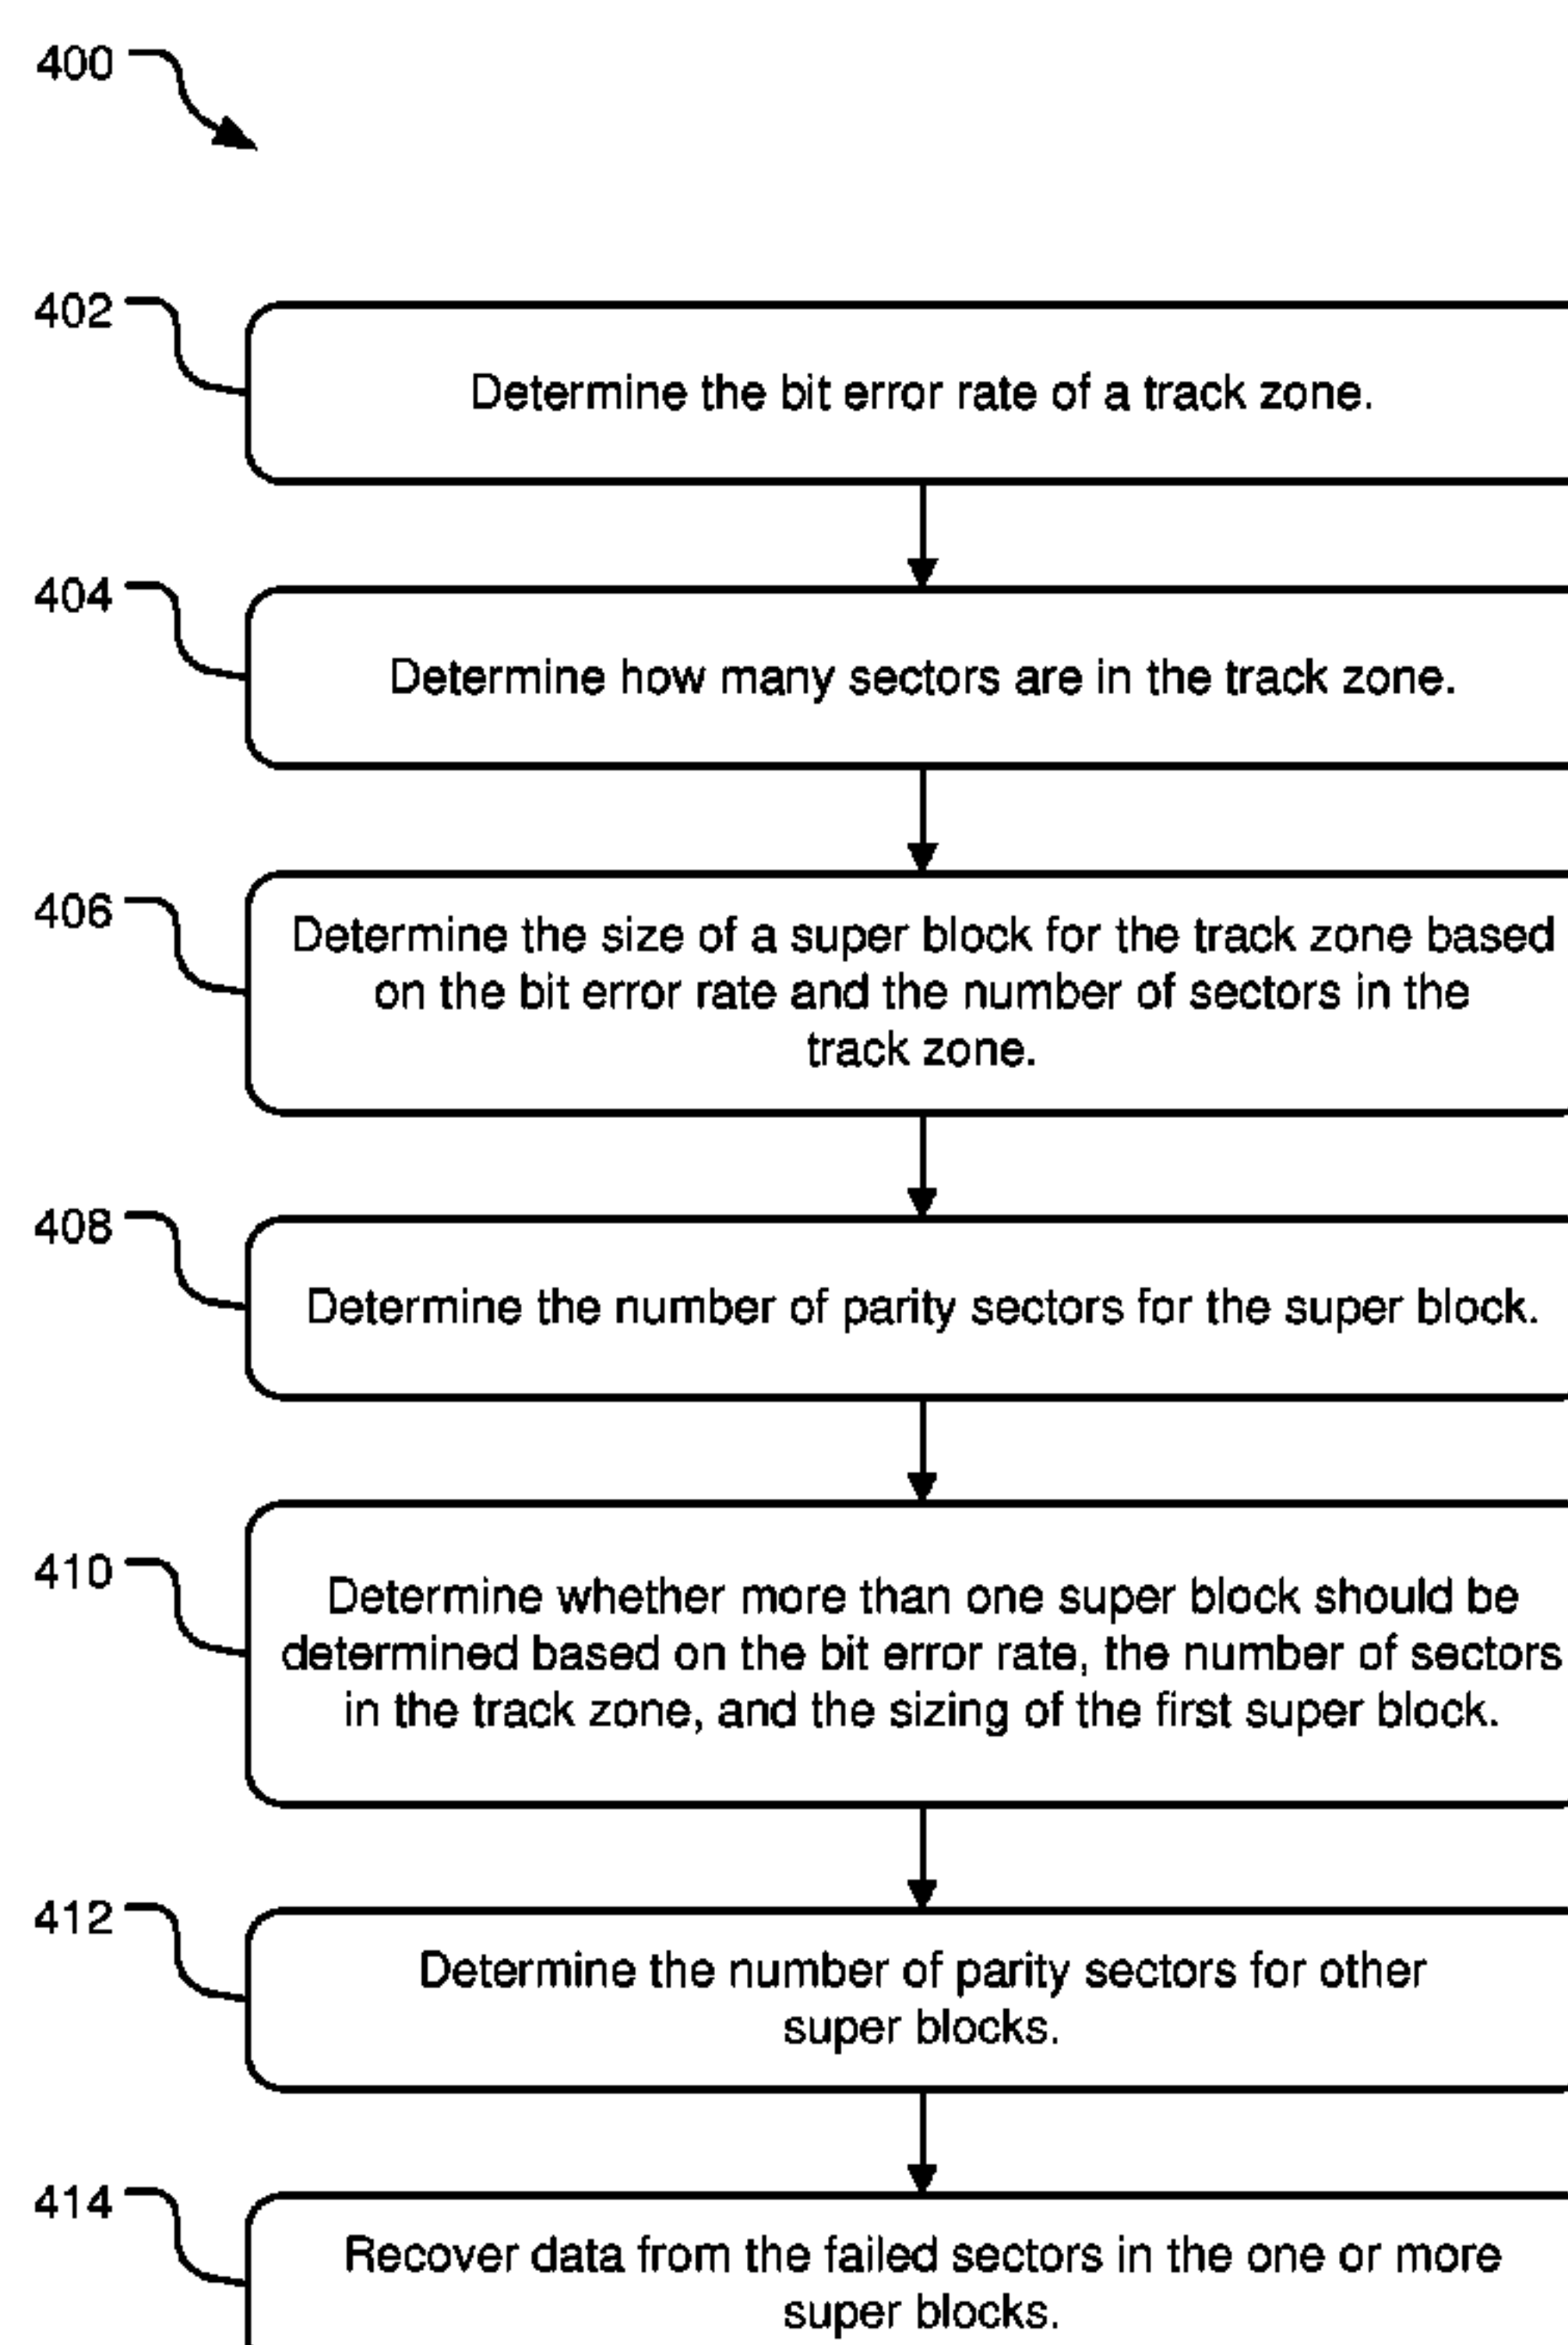 400
402
Determine the bit error rate of a track zone.
404
Determine how many sectors are in the track zone.
406
Determine the size of a super block for the track zone based
on the bit error rate and the number of sectors in the
track zone.
408
Determine the number of parity sectors for the super block.
410
Determine whether more than one super block should be
determined based on the bit error rate, the number of sectors
in the track zone, and the sizing of the first super block.
412
Determine the number of parity sectors for other
super blocks.
414
Recover data from the failed sectors in the one or more
super blocks.